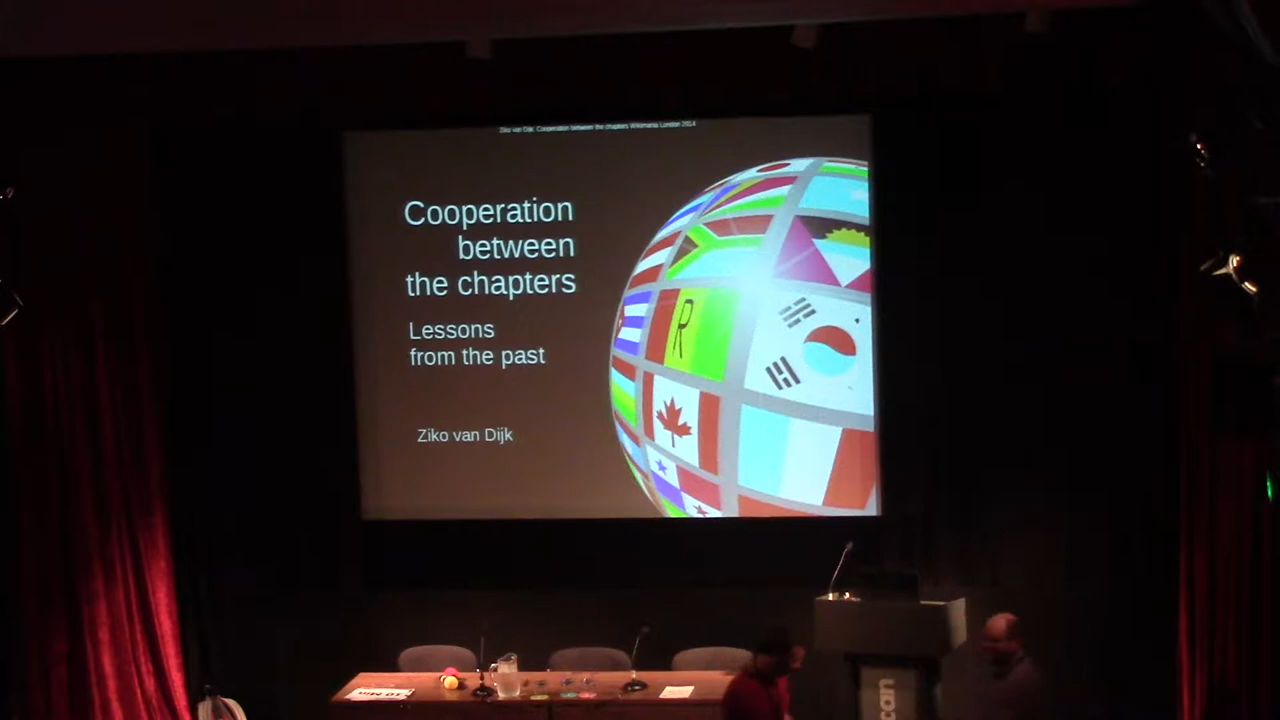 Ziko van Dijk: Cooperation between the chapters Wikimania London 2014
Cooperation
between
the chapters
Lessons
from the past
Ziko van Dijk
R
can